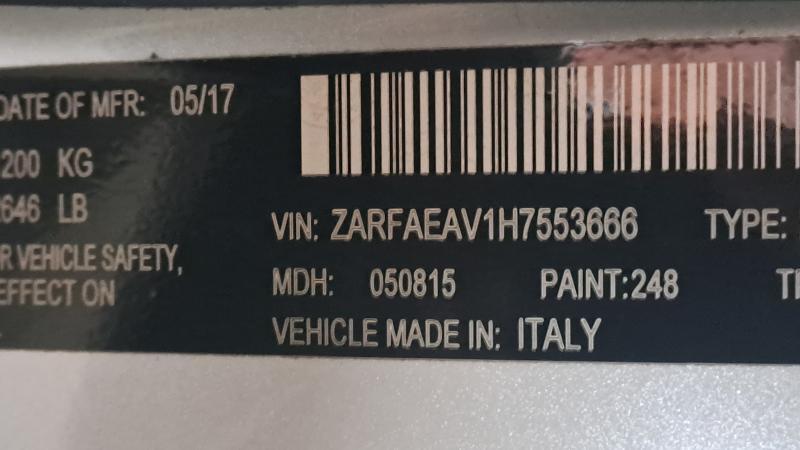 DATE OF MFR: 05/17
200 KG
646 LB
VIN: ZARFAEAV1H7553666 TYPE:
R VEHICLE SAFETY,
MDH: 050815 PAINT:248
EFFECT ON
VEHICLE MADE IN: ITALY